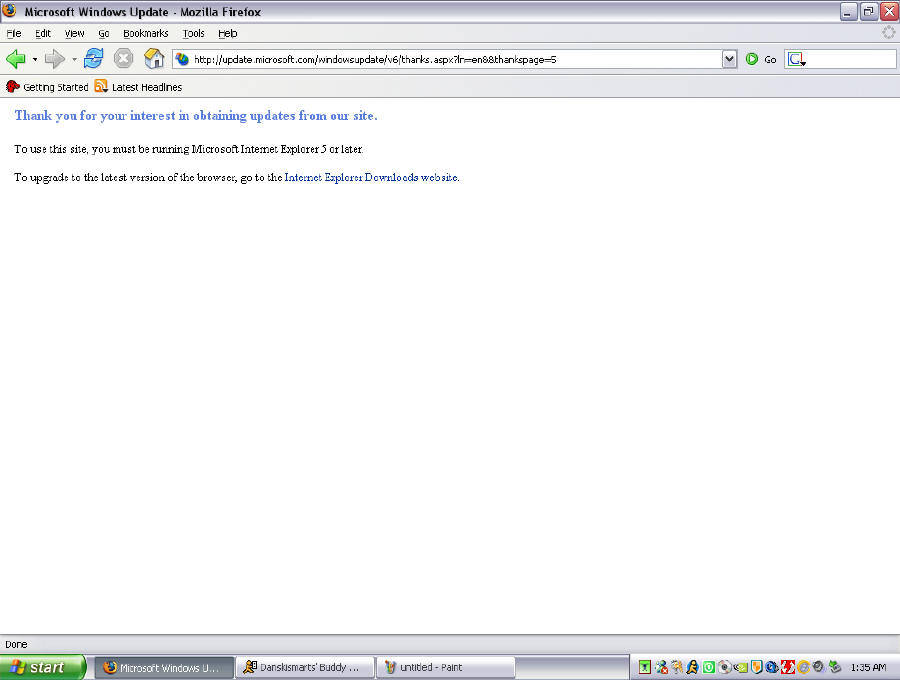 Microsoft Windows Update - Mozilla Firefox
File Edit View Go Bookmarks Tools Help
http://update.microsoft.com/windowsupdate/v6/thanks.aspx?ln=en&&thankspage=5 Go
Getting Started Latest Headlines
Thank you for your interest in obtaining updates from our site.
To use this site, you must be running Microsoft Internet Explorer 5 or later.
To upgrade to the latest version of the browser, go to the Internet Explorer Downloads website.
Done
start Microsoft Windows U... Danskismarts' Buddy ... untitled - Paint 1:35 AM